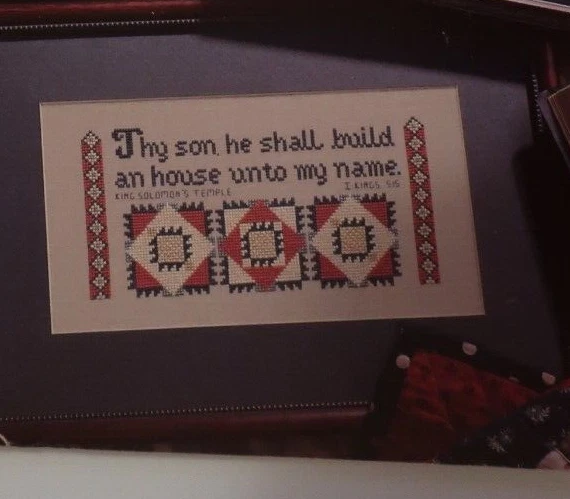 Thy son, he shall build
an house unto my name.
KING SOLOMON'S TEMPLE I KINGS 5:5